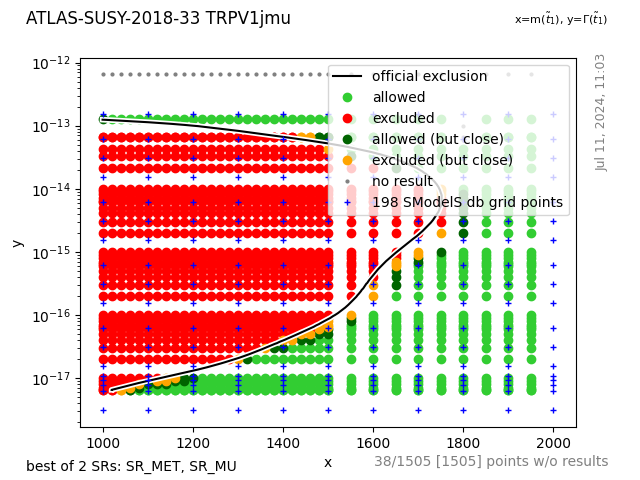 ATLAS-SUSY-2018-33 TRPV1jmu
x=m(t̃₁), y=Γ(t̃₁)
Jul 11, 2024, 11:03
official exclusion
allowed
excluded
allowed (but close)
excluded (but close)
no result
198 SModelS db grid points
10⁻¹²
10⁻¹³
10⁻¹⁴
10⁻¹⁵
10⁻¹⁶
10⁻¹⁷
y
1000 1200 1400 1600 1800 2000
x
best of 2 SRs: SR_MET, SR_MU
38/1505 [1505] points w/o results